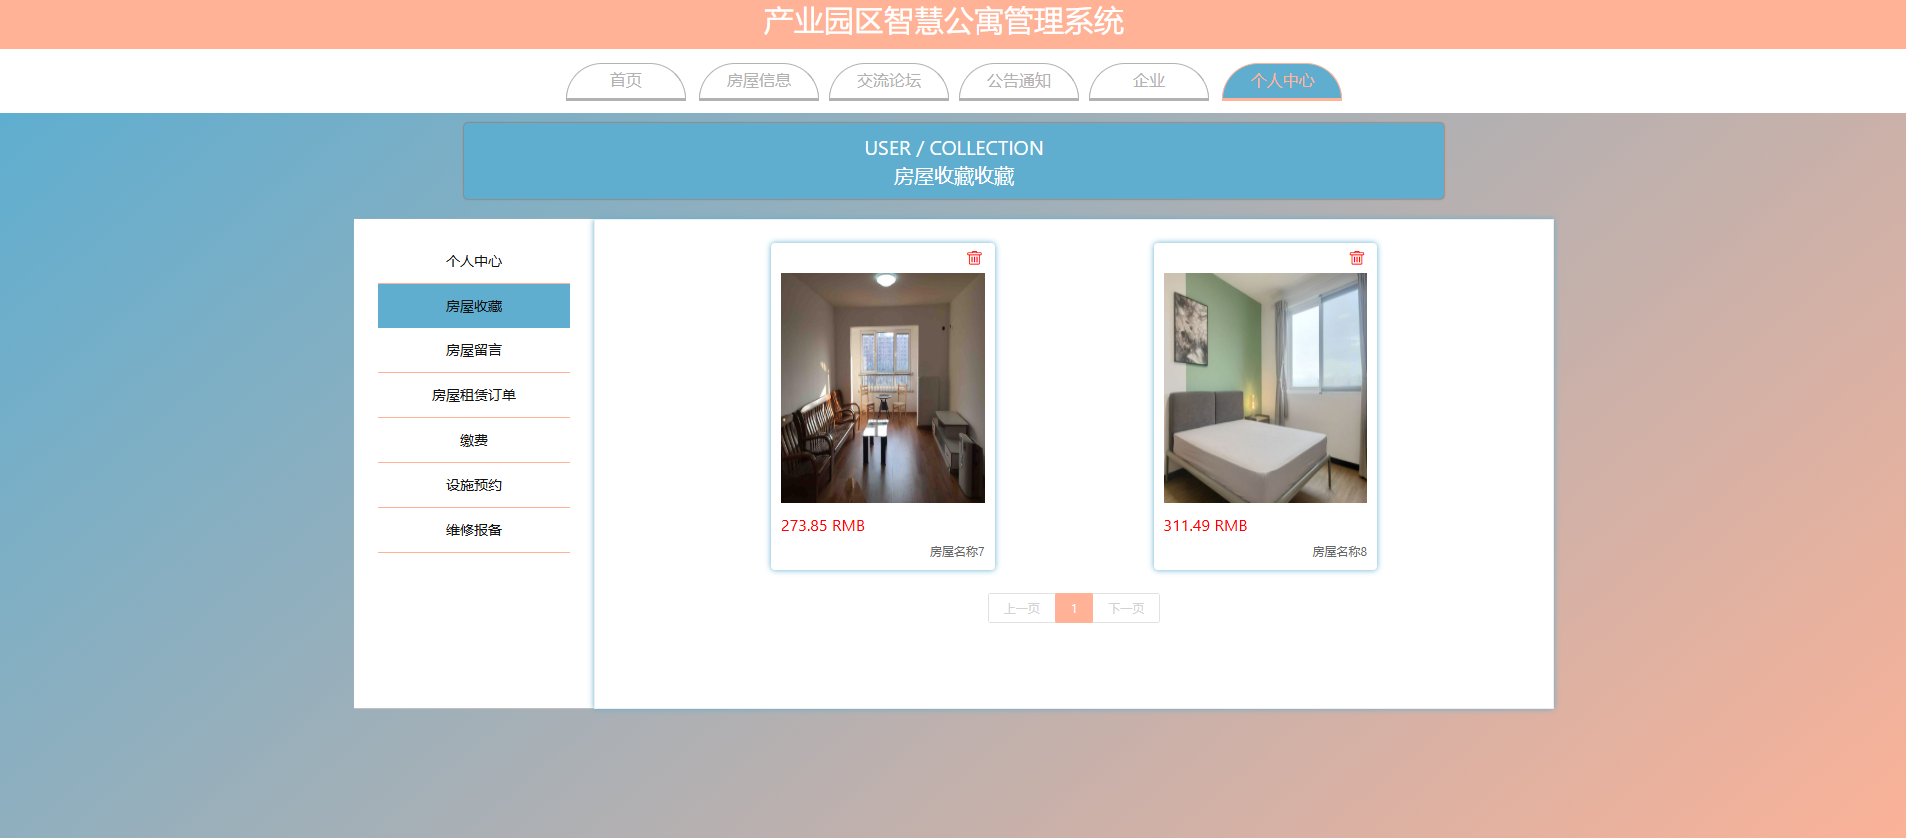 产业园区智慧公寓管理系统
首页 房屋信息 交流论坛 公告通知 企业 个人中心
USER / COLLECTION
房屋收藏收藏
个人中心
房屋收藏
房屋留言
房屋租赁订单
缴费
设施预约
维修报备
273.85 RMB
房屋名称7
311.49 RMB
房屋名称8
上一页 1 下一页